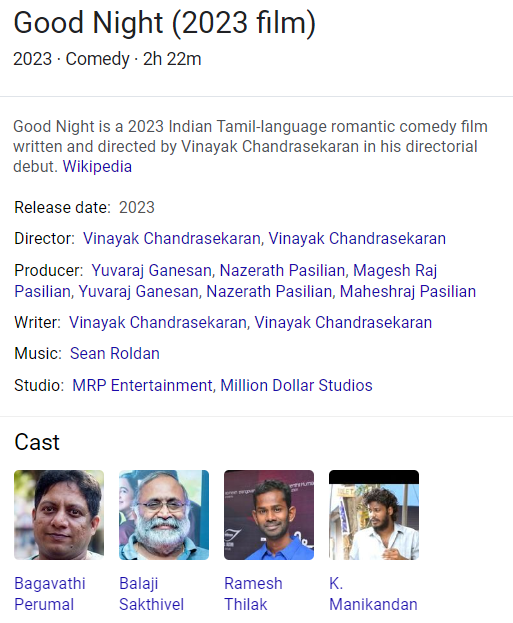 Good Night (2023 film)
2023 · Comedy · 2h 22m
Good Night is a 2023 Indian Tamil-language romantic comedy film
written and directed by Vinayak Chandrasekaran in his directorial
debut. Wikipedia
Release date: 2023
Director: Vinayak Chandrasekaran, Vinayak Chandrasekaran
Producer: Yuvaraj Ganesan, Nazerath Pasilian, Magesh Raj
Pasilian, Yuvaraj Ganesan, Nazerath Pasilian, Maheshraj Pasilian
Writer: Vinayak Chandrasekaran, Vinayak Chandrasekaran
Music: Sean Roldan
Studio: MRP Entertainment, Million Dollar Studios
Cast
Bagavathi
Perumal
Balaji
Sakthivel
Ramesh
Thilak
K.
Manikandan